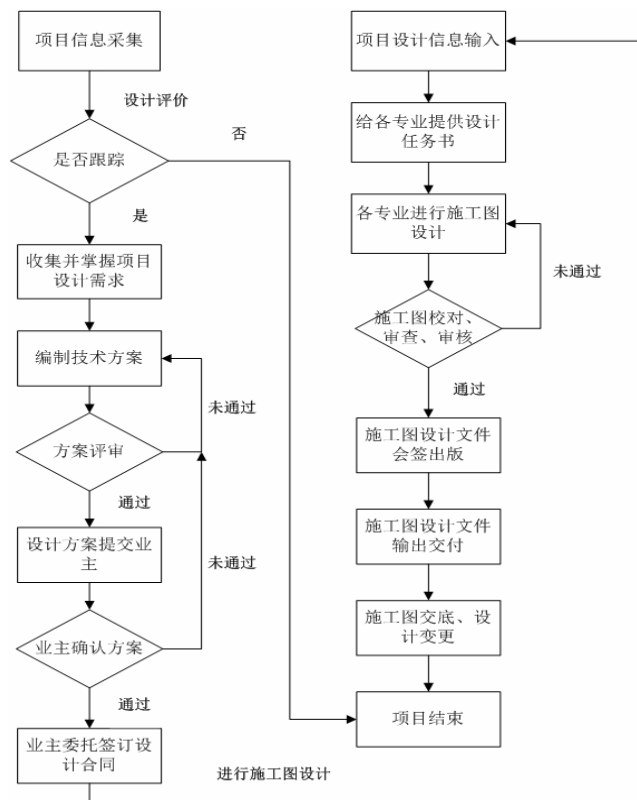 项目信息采集
设计评价
是否跟踪
否
是
收集并掌握项目
设计需求
编制技术方案
未通过
方案评审
通过
设计方案提交业
主
未通过
业主确认方案
通过
业主委托签订设
计合同
进行施工图设计
项目设计信息输入
给各专业提供设计
任务书
各专业进行施工图
设计
未通过
施工图校对、
审查、审核
通过
施工图设计文件
会签出版
施工图设计文件
输出交付
施工图交底、设
计变更
项目结束